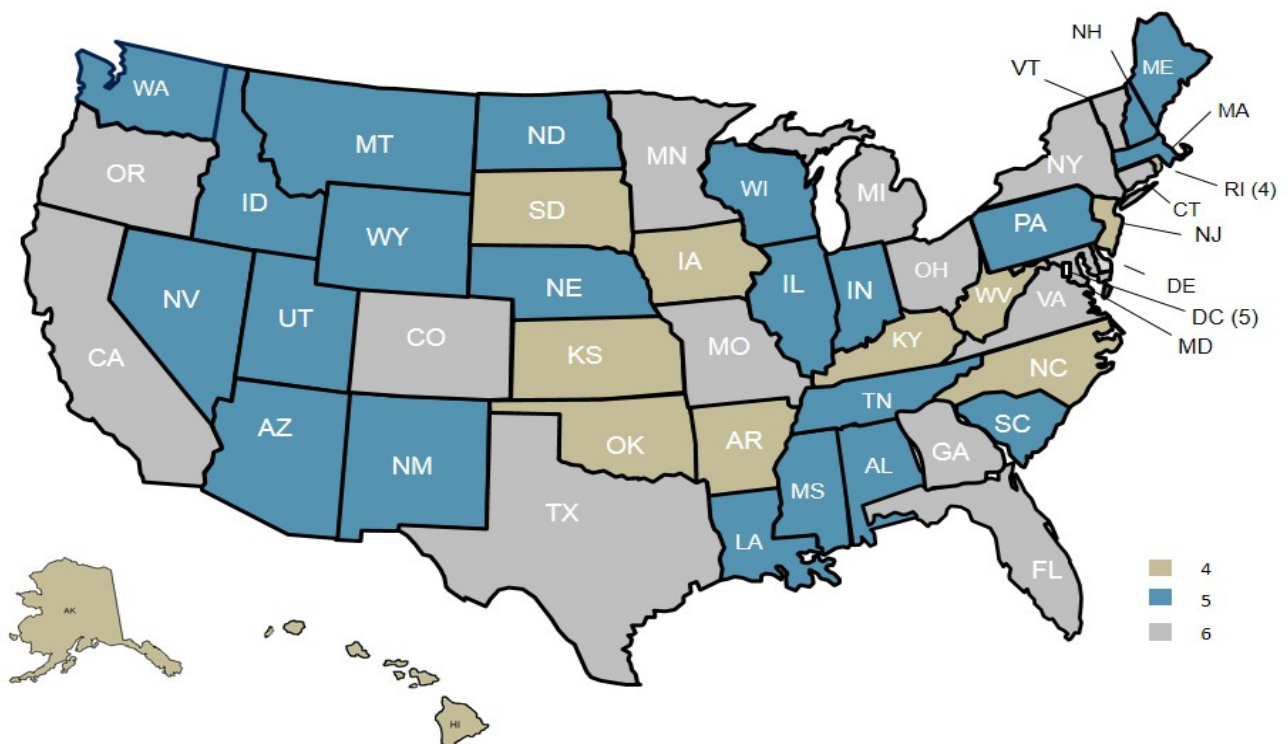 NH
ME
VT
WA
MA
MT
ND
MN
OR
NY
MI
WI
RI (4)
ID
SD
CT
WY
PA
NJ
IA
OH
NE
DE
NV
IL
IN
WV
VA
UT
DC (5)
CO
MD
CA
KS
MO
KY
NC
TN
AZ
SC
OK
AR
NM
GA
AL
MS
TX
LA
FL
4
5
6
AK
HI